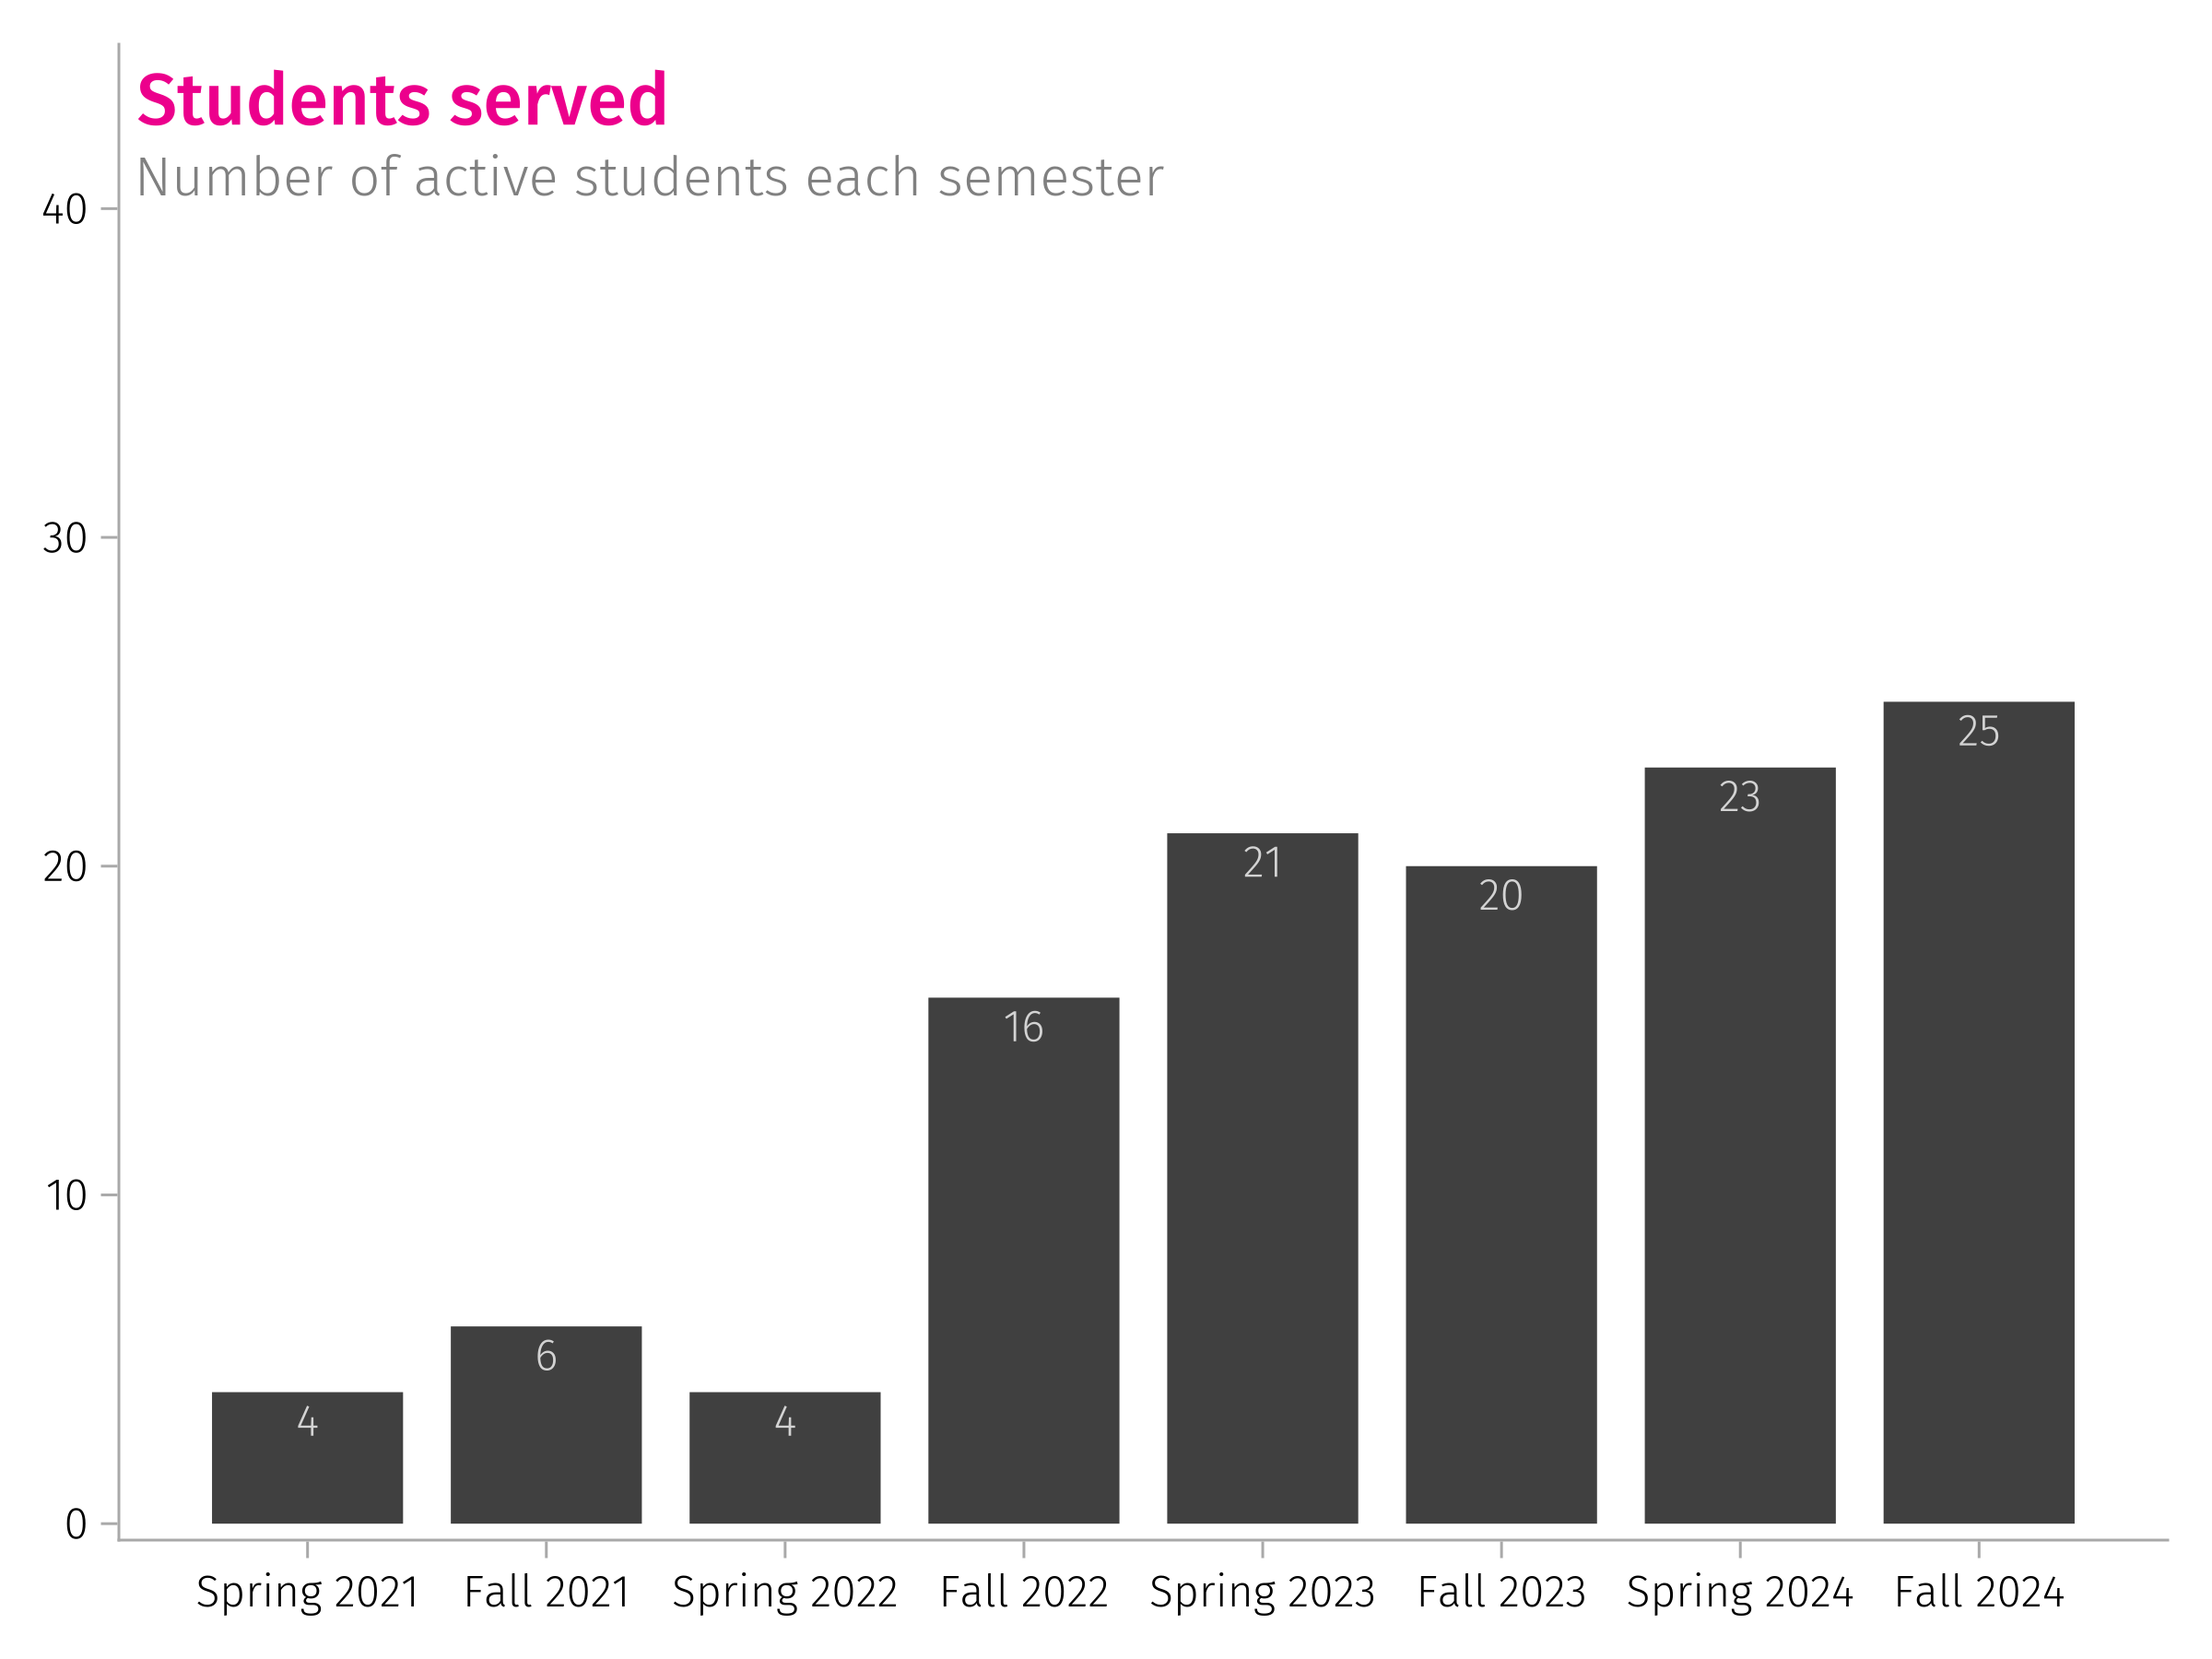 Students served
Number of active students each semester
40
30
20
10
0
4
6
4
16
21
20
23
25
Spring 2021
Fall 2021
Spring 2022
Fall 2022
Spring 2023
Fall 2023
Spring 2024
Fall 2024